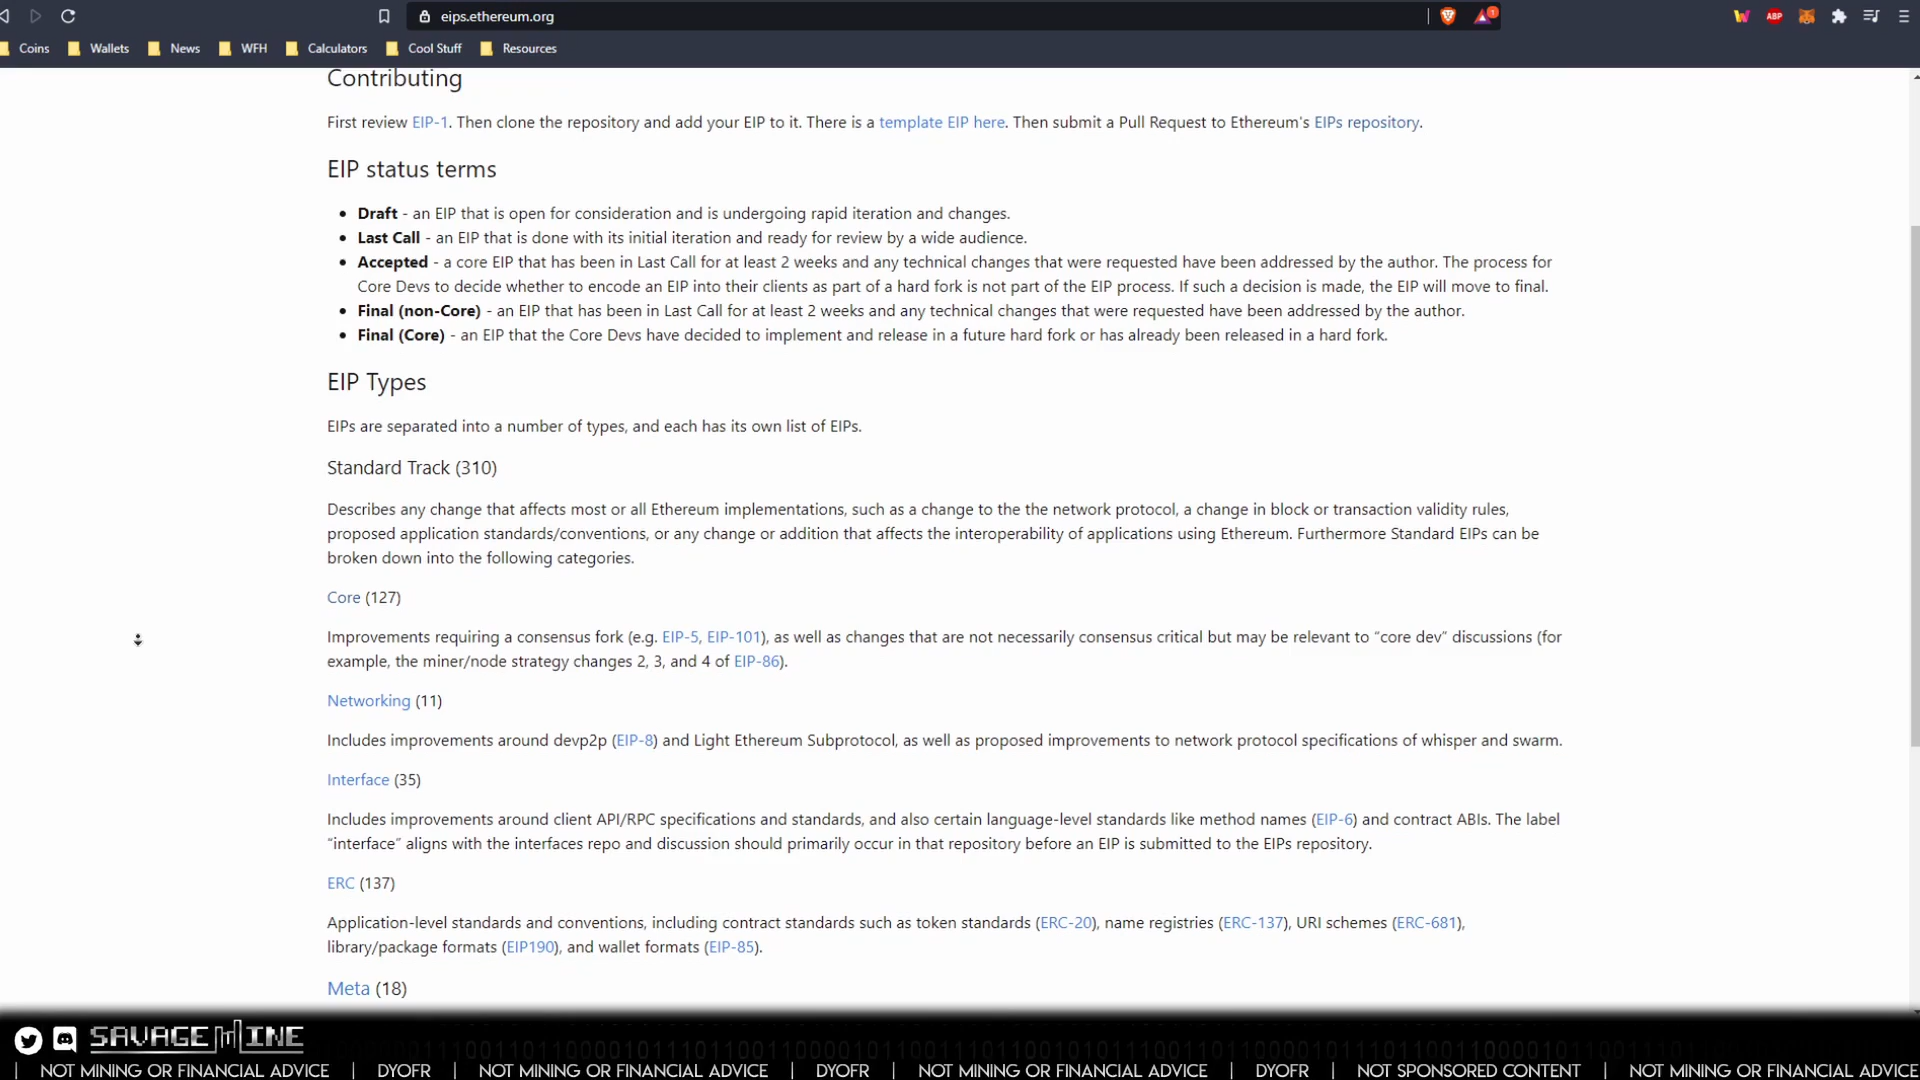 eips.ethereum.org
1
ABP
Coins
Wallets
News
WFH
Calculators
Cool Stuff
Resources
Contributing
First review EIP-1. Then clone the repository and add your EIP to it. There is a template EIP here. Then submit a Pull Request to Ethereum's EIPs repository.
EIP status terms
• Draft - an EIP that is open for consideration and is undergoing rapid iteration and changes.
• Last Call - an EIP that is done with its initial iteration and ready for review by a wide audience.
• Accepted - a core EIP that has been in Last Call for at least 2 weeks and any technical changes that were requested have been addressed by the author. The process for
Core Devs to decide whether to encode an EIP into their clients as part of a hard fork is not part of the EIP process. If such a decision is made, the EIP will move to final.
• Final (non-Core) - an EIP that has been in Last Call for at least 2 weeks and any technical changes that were requested have been addressed by the author.
• Final (Core) - an EIP that the Core Devs have decided to implement and release in a future hard fork or has already been released in a hard fork.
EIP Types
EIPs are separated into a number of types, and each has its own list of EIPs.
Standard Track (310)
Describes any change that affects most or all Ethereum implementations, such as a change to the the network protocol, a change in block or transaction validity rules,
proposed application standards/conventions, or any change or addition that affects the interoperability of applications using Ethereum. Furthermore Standard EIPs can be
broken down into the following categories.
Core (127)
Improvements requiring a consensus fork (e.g. EIP-5, EIP-101), as well as changes that are not necessarily consensus critical but may be relevant to “core dev” discussions (for
example, the miner/node strategy changes 2, 3, and 4 of EIP-86).
Networking (11)
Includes improvements around devp2p (EIP-8) and Light Ethereum Subprotocol, as well as proposed improvements to network protocol specifications of whisper and swarm.
Interface (35)
Includes improvements around client API/RPC specifications and standards, and also certain language-level standards like method names (EIP-6) and contract ABIs. The label
“interface” aligns with the interfaces repo and discussion should primarily occur in that repository before an EIP is submitted to the EIPs repository.
ERC (137)
Application-level standards and conventions, including contract standards such as token standards (ERC-20), name registries (ERC-137), URI schemes (ERC-681),
library/package formats (EIP190), and wallet formats (EIP-85).
Meta (18)
SAVAGE MINE
| NOT MINING OR FINANCIAL ADVICE | DYOFR | NOT MINING OR FINANCIAL ADVICE | DYOFR | NOT MINING OR FINANCIAL ADVICE | DYOFR | NOT SPONSORED CONTENT | NOT MINING OR FINANCIAL ADVICE